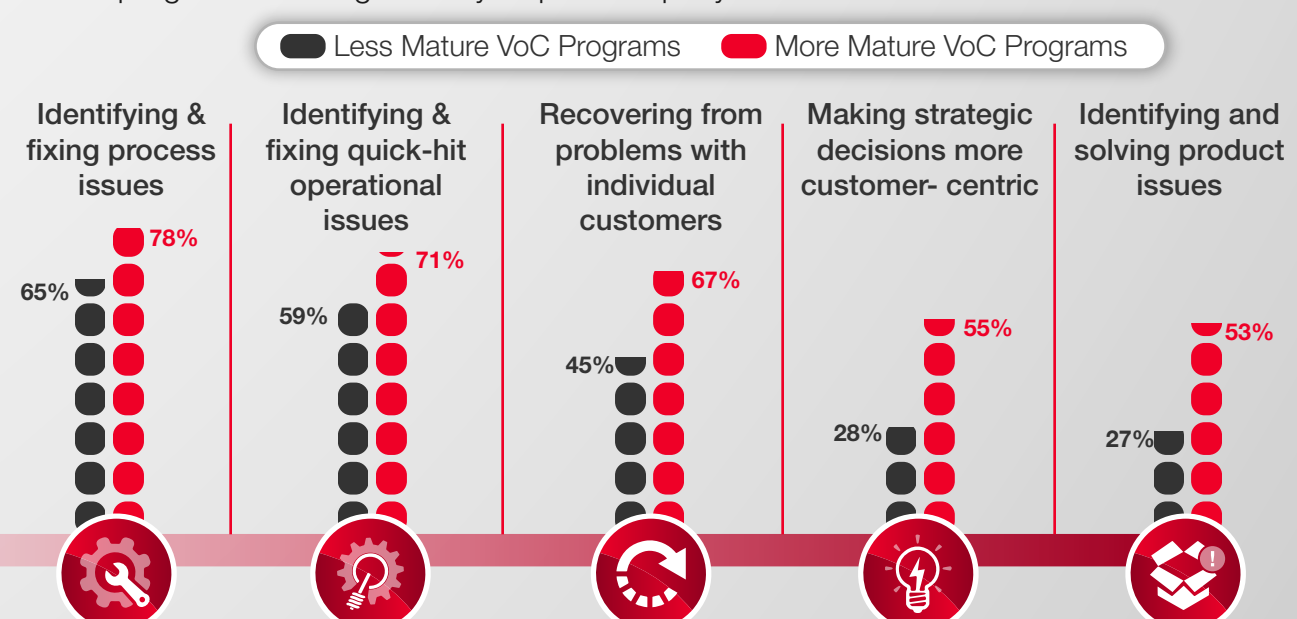 Less Mature VoC Programs
More Mature VoC Programs
Identifying &
fixing process
issues
78%
65%
Identifying &
fixing quick-hit
operational
issues
71%
59%
Recovering from
problems with
individual
customers
67%
45%
Making strategic
decisions more
customer- centric
55%
28%
Identifying and
solving product
issues
53%
27%
!